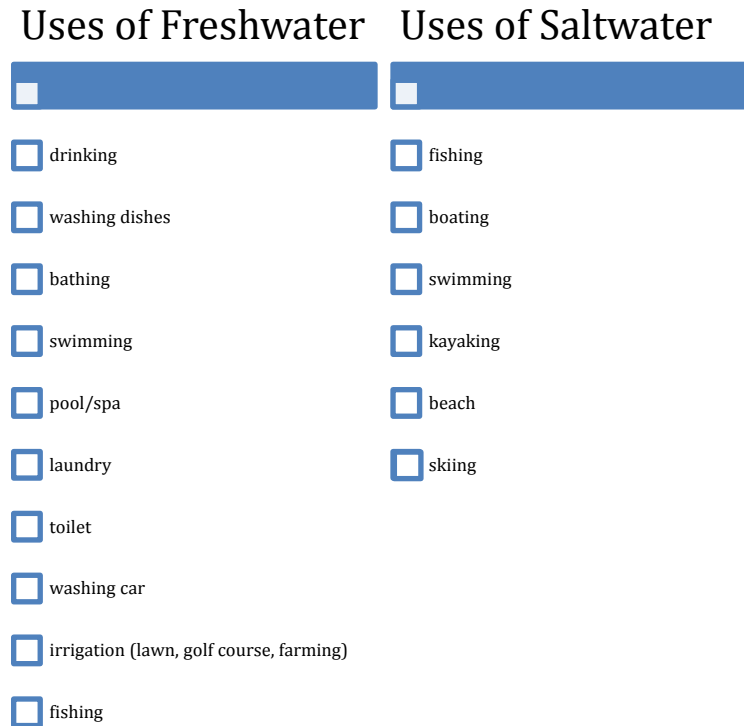 Uses of Freshwater
drinking
washing dishes
bathing
swimming
pool/spa
laundry
toilet
washing car
irrigation (lawn, golf course, farming)
fishing
Uses of Saltwater
fishing
boating
swimming
kayaking
beach
skiing